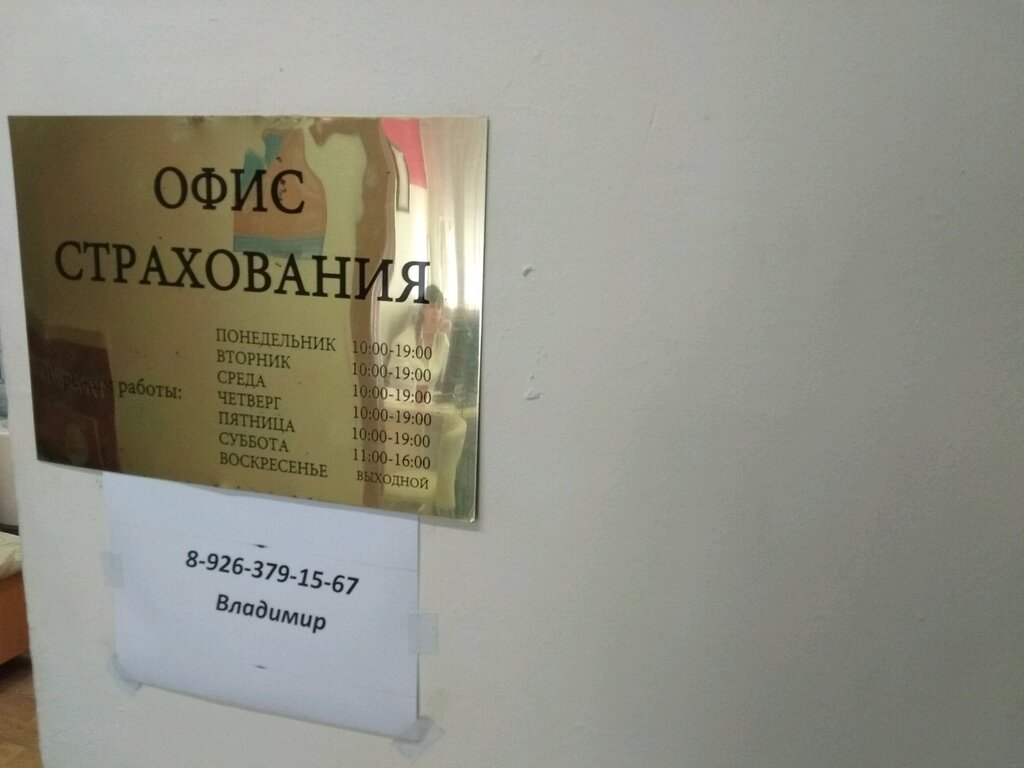 ОФИС
СТРАХОВАНИЯ
ПОНЕДЕЛЬНИК 10:00-19:00
ВТОРНИК 10:00-19:00
СРЕДА 10:00-19:00
Режим работы: ЧЕТВЕРГ 10:00-19:00
ПЯТНИЦА 10:00-19:00
СУББОТА 11:00-16:00
ВОСКРЕСЕНЬЕ ВЫХОДНОЙ
8-926-379-15-67
Владимир